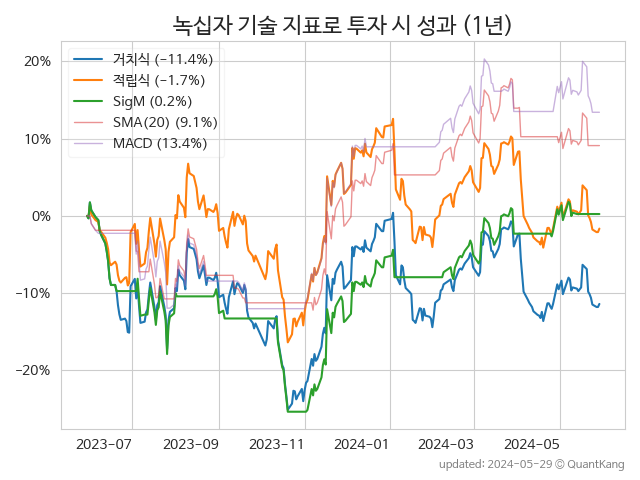 녹십자 기술 지표로 투자 시 성과 (1년)
거치식 (−11.4%)
적립식 (−1.7%)
SigM (0.2%)
SMA(20) (9.1%)
MACD (13.4%)
20%
10%
0%
−10%
−20%
2023-07 2023-09 2023-11 2024-01 2024-03 2024-05
updated: 2024-05-29 © QuantKang